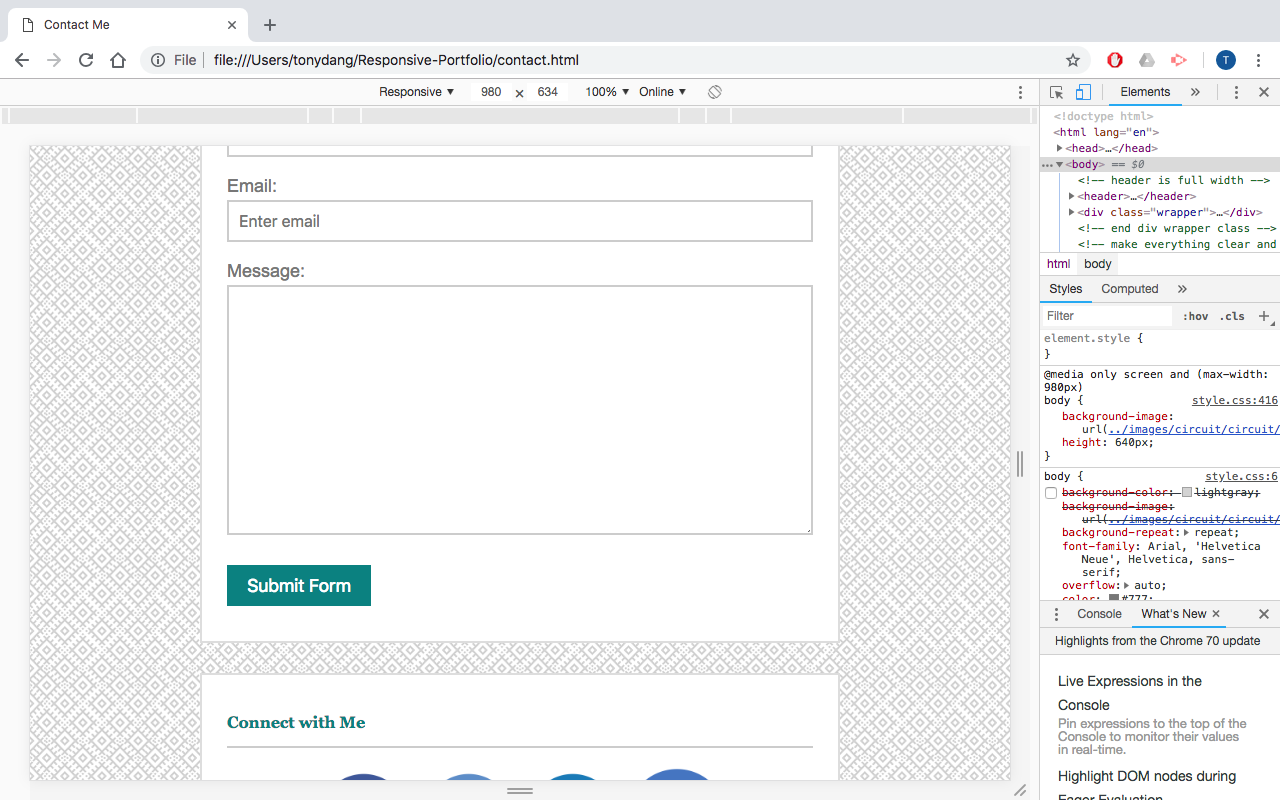 Contact Me
File file:///Users/tonydang/Responsive-Portfolio/contact.html
T
Responsive 980 × 634 100% Online
Email:
Enter email
Message:
Submit Form
Connect with Me
Elements »
<!doctype html>
<html lang="en">
<head>…</head>
… <body> == $0
<!-- header is full width -->
<header>…</header>
<div class="wrapper">…</div>
<!-- end div wrapper class -->
<!-- make everything clear and
html body
Styles Computed »
Filter :hov .cls +
element.style {
}
@media only screen and (max-width:
980px)
body { style.css:416
background-image:
url(../images/circuit/circuit/
height: 640px;
}
body { style.css:6
background-color: lightgray;
background-image:
url(../images/circuit/circuit/
background-repeat: repeat;
font-family: Arial, 'Helvetica
Neue', Helvetica, sans-
serif;
overflow: auto;
color: #777;
Console What's New
Highlights from the Chrome 70 update
Live Expressions in the
Console
Pin expressions to the top of the
Console to monitor their values
in real-time.
Highlight DOM nodes during
Eager Evaluation